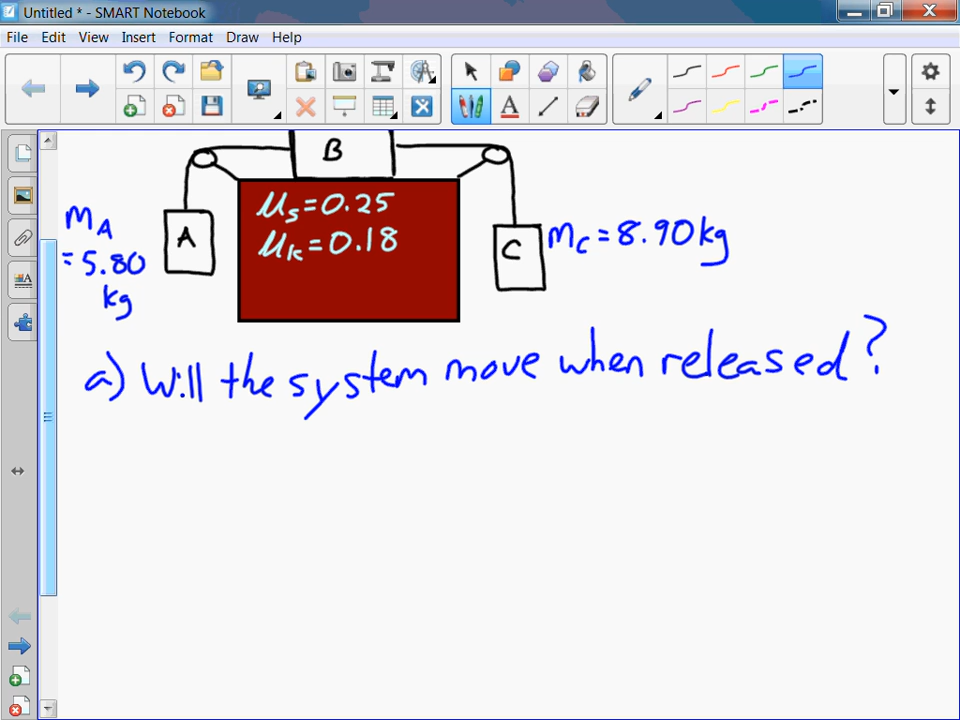 Untitled * - SMART Notebook
File Edit View Insert Format Draw Help
B
μs=0.25
μk=0.18
A
C
mA
=5.80
kg
mC=8.90kg
a) Will the system move when released?